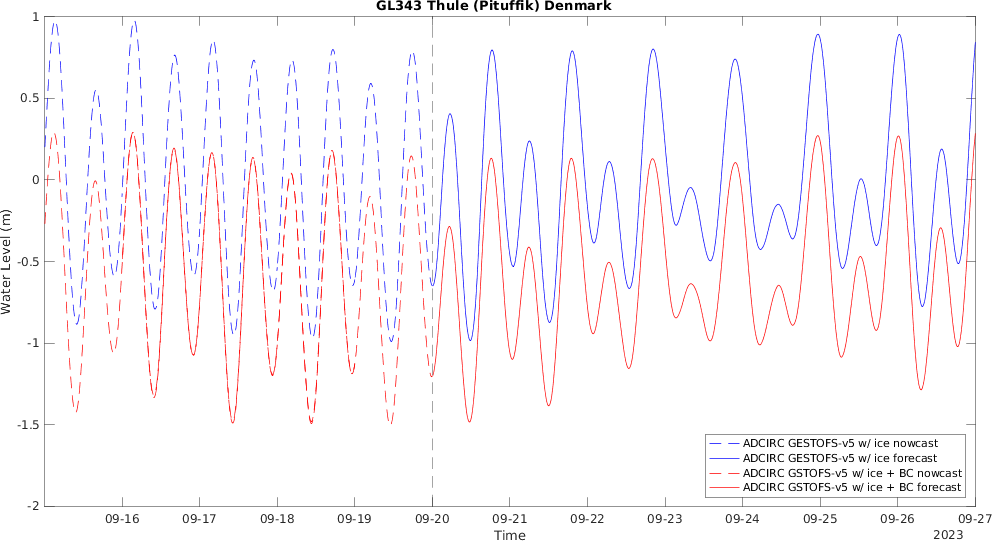 GL343 Thule (Pituffik) Denmark
1
0.5
0
-0.5
-1
-1.5
-2
Water Level (m)
09-16 09-17 09-18 09-19 09-20 09-21 09-22 09-23 09-24 09-25 09-26 09-27
Time
2023
ADCIRC GESTOFS-v5 w/ ice nowcast
ADCIRC GESTOFS-v5 w/ ice forecast
ADCIRC GSTOFS-v5 w/ ice + BC nowcast
ADCIRC GSTOFS-v5 w/ ice + BC forecast